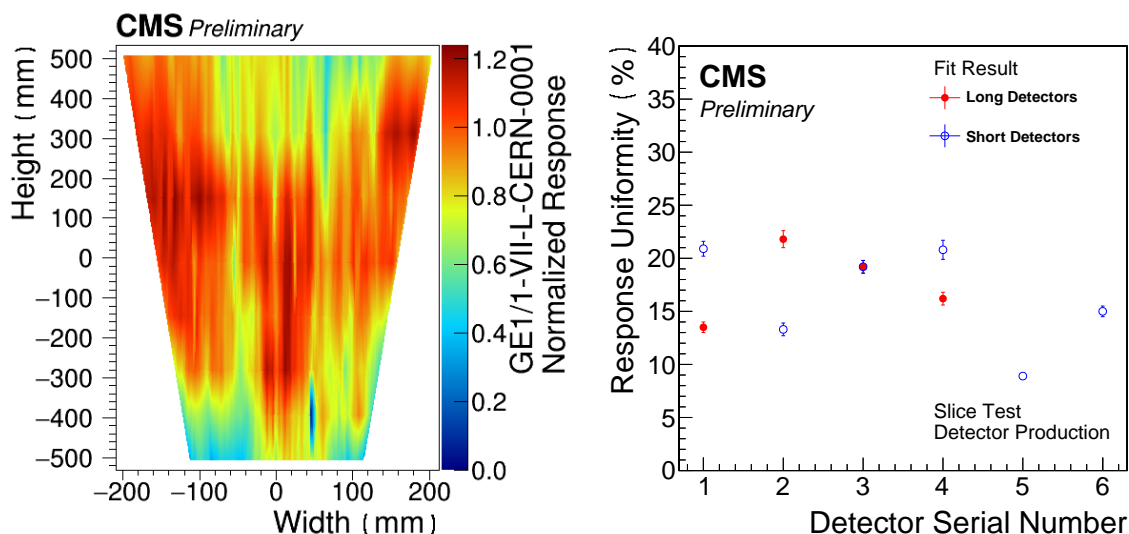 CMS Preliminary
500
400
300
200
100
0
−100
−200
−300
−400
−500
Height (mm)
−200 −100 0 100 200
Width (mm)
1.2
1.0
0.8
0.6
0.4
0.2
0.0
GE1/1-VII-L-CERN-0001
Normalized Response
40
35
30
25
20
15
10
5
0
Response Uniformity (%)
CMS
Preliminary
Fit Result
Long Detectors
Short Detectors
Slice Test
Detector Production
1 2 3 4 5 6
Detector Serial Number